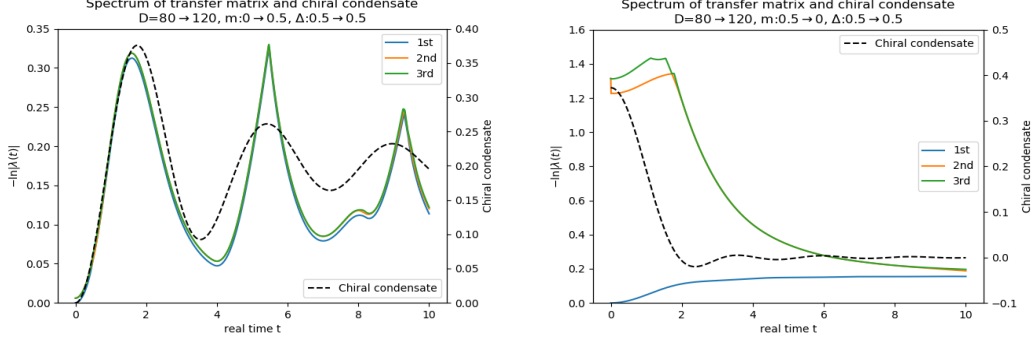 Spectrum of transfer matrix and chiral condensate
D=80→120, m:0→0.5, Δ:0.5→0.5
0.35
0.30
0.25
0.20
0.15
0.10
0.05
0.00
−ln|λ(t)|
1st
2nd
3rd
Chiral condensate
0.40
0.35
0.30
0.25
0.20
0.15
0.10
0.05
0.00
Chiral condensate
0
2
4
6
8
10
real time t
Spectrum of transfer matrix and chiral condensate
D=80→120, m:0.5→0, Δ:0.5→0.5
1.6
1.4
1.2
1.0
0.8
0.6
0.4
0.2
0.0
−ln|λ(t)|
Chiral condensate
1st
2nd
3rd
0.5
0.4
0.3
0.2
0.1
0.0
−0.1
Chiral condensate
0
2
4
6
8
10
real time t